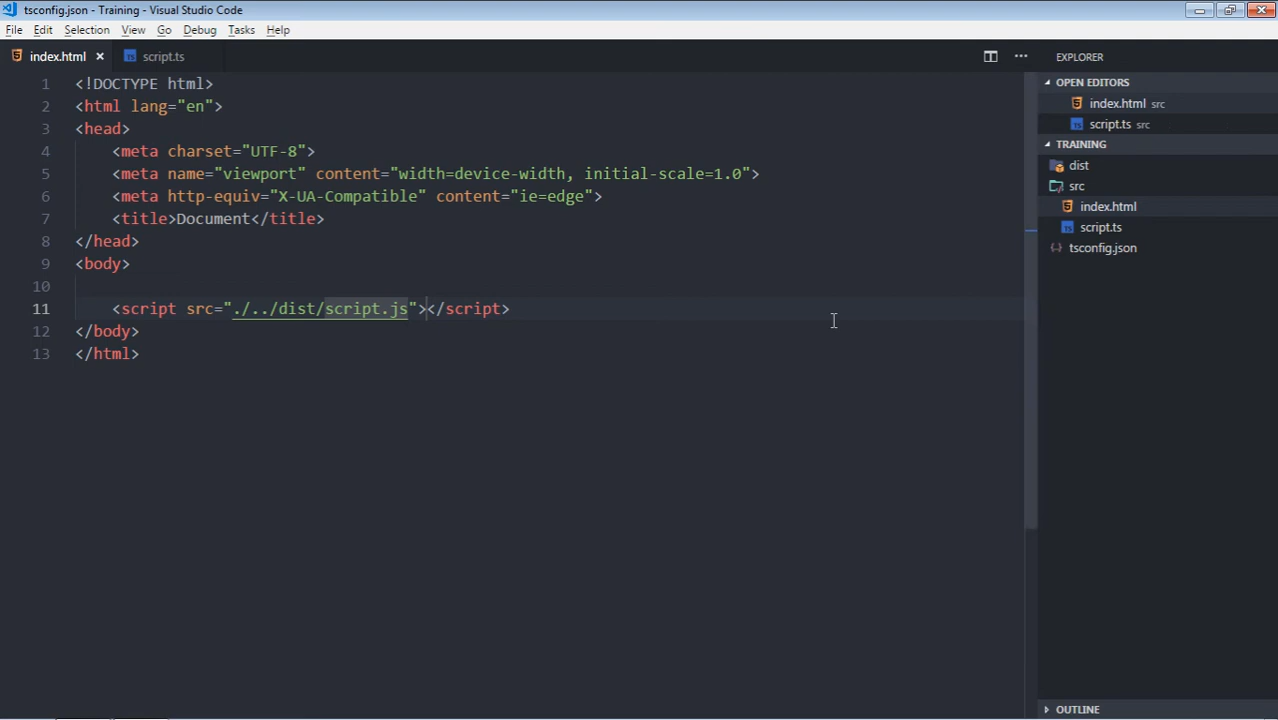 tsconfig.json - Training - Visual Studio Code
File Edit Selection View Go Debug Tasks Help
index.html script.ts
EXPLORER
1 <!DOCTYPE html>
2 <html lang="en">
3 <head>
4 <meta charset="UTF-8">
5 <meta name="viewport" content="width=device-width, initial-scale=1.0">
6 <meta http-equiv="X-UA-Compatible" content="ie=edge">
7 <title>Document</title>
8 </head>
9 <body>
10
11 <script src="./../dist/script.js"></script>
12 </body>
13 </html>
OPEN EDITORS
index.html src
script.ts src
TRAINING
dist
src
index.html
script.ts
tsconfig.json
OUTLINE